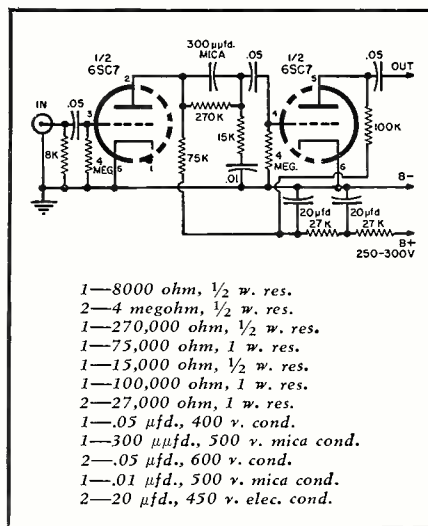 300μμfd.
MICA
1/2
6SC7
.05
1/2
6SC7
.05
OUT
2
5
IN
.05
3
270K
4
15K
100K
8K
4
MEG.
6
1
75K
.01
4
MEG.
6
B-
20μfd
20μfd
27K
27K
B+
250-300V
1—8000 ohm, ½ w. res.
2—4 megohm, ½ w. res.
1—270,000 ohm, ½ w. res.
1—75,000 ohm, 1 w. res.
1—15,000 ohm, ½ w. res.
1—100,000 ohm, 1 w. res.
2—27,000 ohm, 1 w. res.
1—.05 μfd., 400 v. cond.
1—300 μμfd., 500 v. mica cond.
2—.05 μfd., 600 v. cond.
1—.01 μfd., 500 v. mica cond.
2—20 μfd., 450 v. elec. cond.